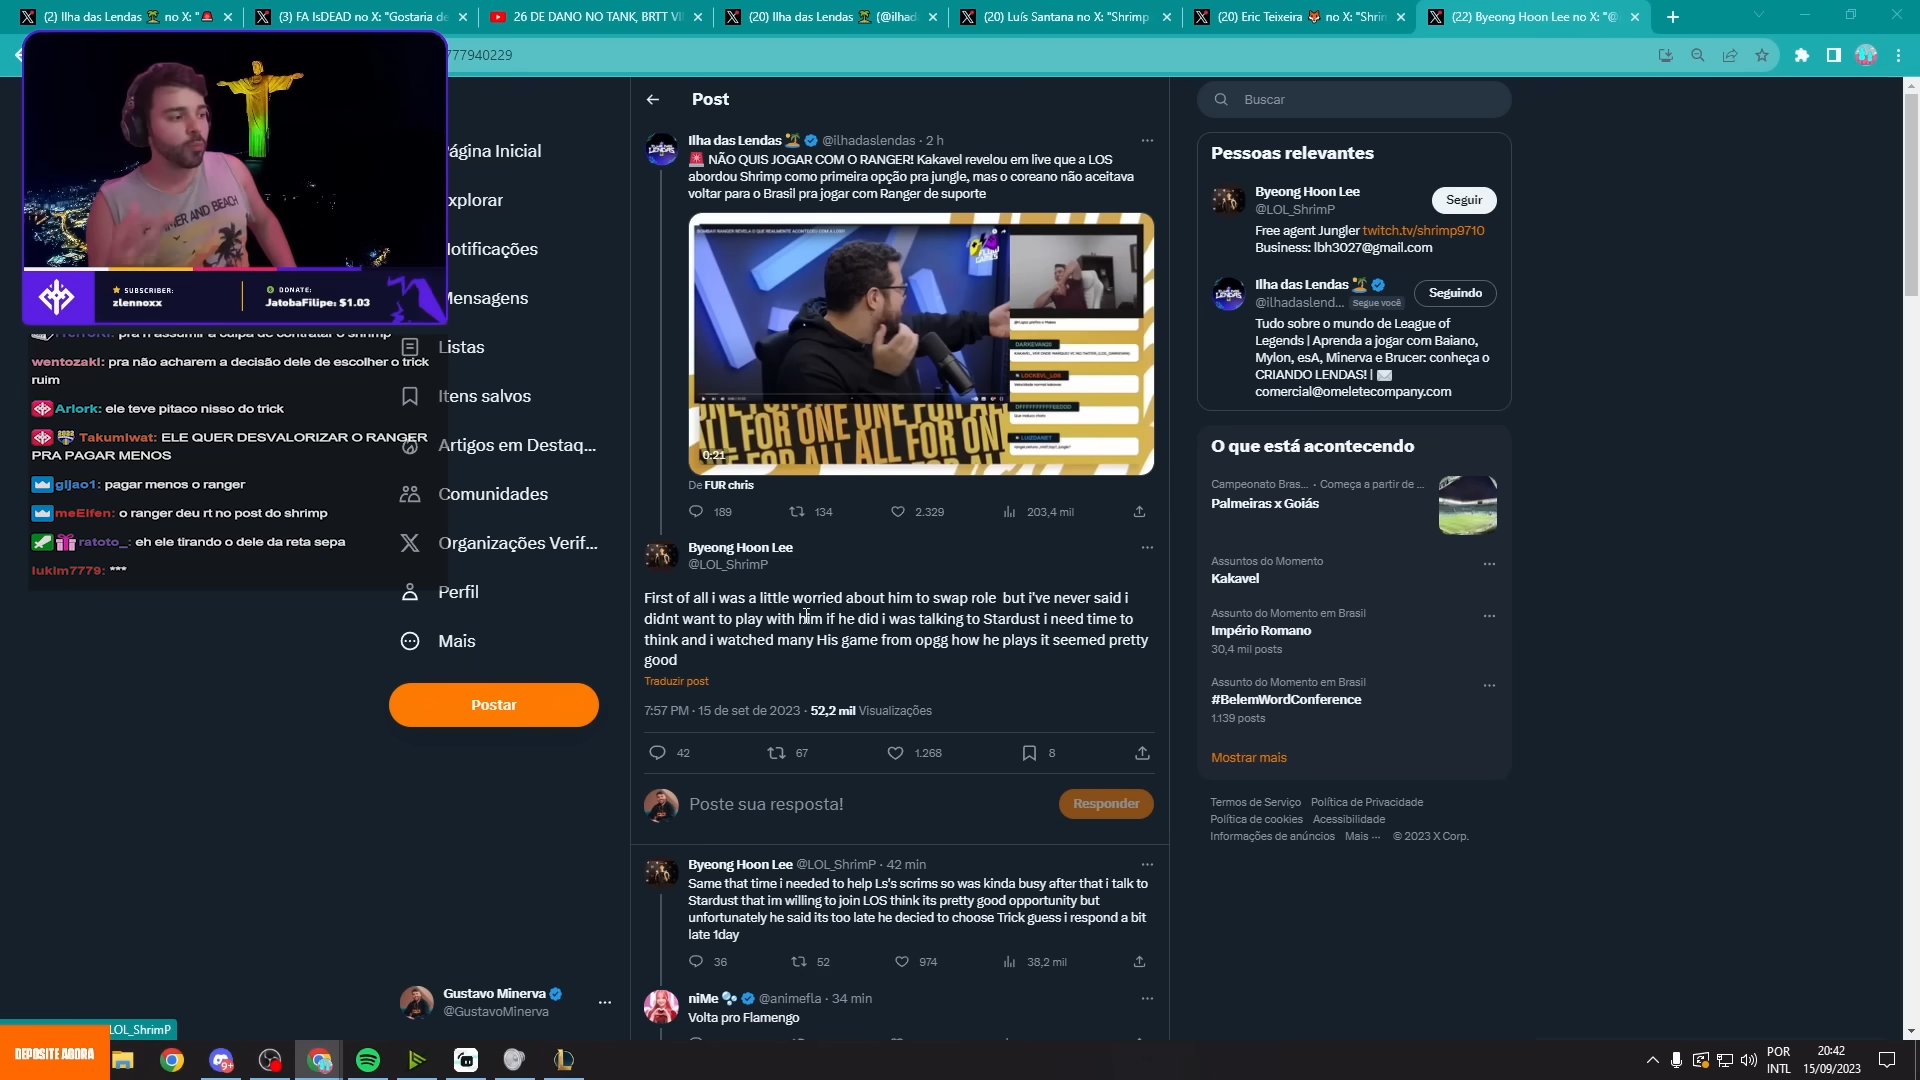 (2) Ilha das Lendas 🏝 no X: "🚨
(3) FA IsDEAD no X: "Gostaria de
26 DE DANO NO TANK, BRTT VI
(20) Ilha das Lendas 🏝 (@ilhad
(20) Luís Santana no X: "Shrimp
(20) Eric Teixeira 🦊 no X: "Shrim
(22) Byeong Hoon Lee no X: "@
777940229
SUBSCRIBER:
zlennoxx
DONATE:
JatobaFilipe: $1.03
wentozakl: pra não acharem a decisão dele de escolher o trick
ruim
Arlork: ele teve pitaco nisso do trick
Takumiwat: ELE QUER DESVALORIZAR O RANGER
PRA PAGAR MENOS
gljao1: pagar menos o ranger
meElfen: o ranger deu rt no post do shrimp
ratoto_: eh ele tirando o dele da reta sepa
lukim7779: ***
ágina Inicial
xplorar
Notificações
Mensagens
Listas
Itens salvos
Artigos em Destaq...
Comunidades
Organizações Verif...
Perfil
Mais
Postar
Gustavo Minerva
@GustavoMinerva
LOL_ShrimP
DEPOSITE AGORA
Post
Ilha das Lendas 🏝 @ilhadaslendas · 2 h
🚨 NÃO QUIS JOGAR COM O RANGER! Kakavel revelou em live que a LOS
abordou Shrimp como primeira opção pra jungle, mas o coreano não aceitava
voltar para o Brasil pra jogar com Ranger de suporte
ALL FOR ONE
0:21
De FUR chris
189 134 2.329 203,4 mil
Byeong Hoon Lee
@LOL_ShrimP
First of all i was a little worried about him to swap role but i've never said i
didnt want to play with him if he did i was talking to Stardust i need time to
think and i watched many His game from opgg how he plays it seemed pretty
good
Traduzir post
7:57 PM · 15 de set de 2023 · 52,2 mil Visualizações
42 67 1.268 8
Poste sua resposta!
Responder
Byeong Hoon Lee @LOL_ShrimP · 42 min
Same that time i needed to help Ls's scrims so was kinda busy after that i talk to
Stardust that im willing to join LOS think its pretty good opportunity but
unfortunately he said its too late he decied to choose Trick guess i respond a bit
late 1day
36 52 974 38,2 mil
niMe @animefla · 34 min
Volta pro Flamengo
Buscar
Pessoas relevantes
Byeong Hoon Lee
@LOL_ShrimP
Seguir
Free agent Jungler twitch.tv/shrimp9710
Business: lbh3027@gmail.com
Ilha das Lendas 🏝
@ilhadaslend... Segue você
Seguindo
Tudo sobre o mundo de League of
Legends | Aprenda a jogar com Baiano,
Mylon, esA, Minerva e Brucer: conheça o
CRIANDO LENDAS! | ✉️
comercial@omeletecompany.com
O que está acontecendo
Campeonato Bras... · Começa a partir de ...
Palmeiras x Goiás
Assuntos do Momento
Kakavel
Assunto do Momento em Brasil
Império Romano
30,4 mil posts
Assunto do Momento em Brasil
#BelemWordConference
1.139 posts
Mostrar mais
Termos de Serviço Política de Privacidade
Política de cookies Acessibilidade
Informações de anúncios Mais ··· © 2023 X Corp.
POR
INTL
20:42
15/09/2023